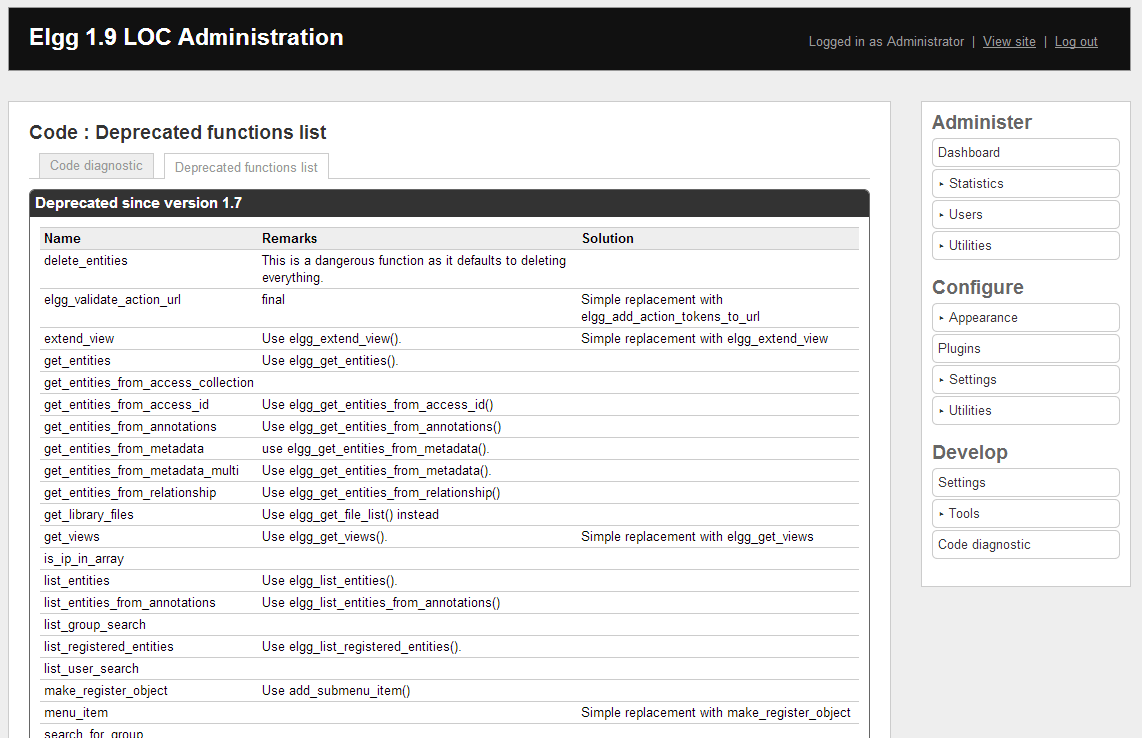 Elgg 1.9 LOC Administration
Logged in as Administrator | View site | Log out
Code : Deprecated functions list
Code diagnostic
Deprecated functions list
Deprecated since version 1.7
Name Remarks Solution
delete_entities This is a dangerous function as it defaults to deleting
everything.
elgg_validate_action_url final Simple replacement with
elgg_add_action_tokens_to_url
extend_view Use elgg_extend_view(). Simple replacement with elgg_extend_view
get_entities Use elgg_get_entities().
get_entities_from_access_collection
get_entities_from_access_id Use elgg_get_entities_from_access_id()
get_entities_from_annotations Use elgg_get_entities_from_annotations()
get_entities_from_metadata use elgg_get_entities_from_metadata().
get_entities_from_metadata_multi Use elgg_get_entities_from_metadata().
get_entities_from_relationship Use elgg_get_entities_from_relationship()
get_library_files Use elgg_get_file_list() instead
get_views Use elgg_get_views(). Simple replacement with elgg_get_views
is_ip_in_array
list_entities Use elgg_list_entities().
list_entities_from_annotations Use elgg_list_entities_from_annotations()
list_group_search
list_registered_entities Use elgg_list_registered_entities().
list_user_search
make_register_object Use add_submenu_item()
menu_item Simple replacement with make_register_object
search_for_group
Administer
Dashboard
Statistics
Users
Utilities
Configure
Appearance
Plugins
Settings
Utilities
Develop
Settings
Tools
Code diagnostic